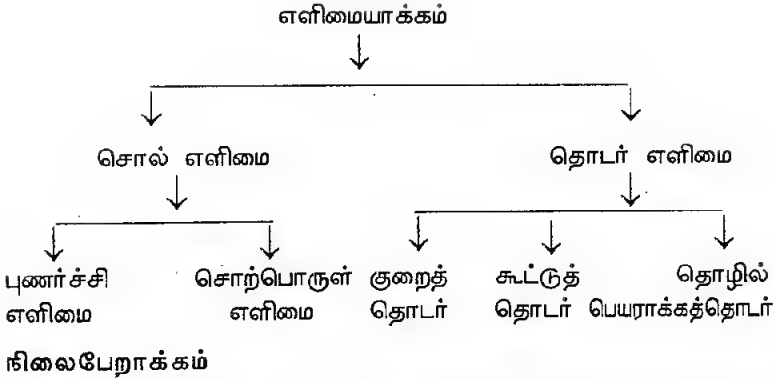 எளிமையாக்கம்
சொல் எளிமை தொடர் எளிமை
புணர்ச்சி சொற்பொருள் குறைத் கூட்டுத் தொழில்
எளிமை எளிமை தொடர் தொடர் பெயராக்கத்தொடர்
நிலைபேறாக்கம்